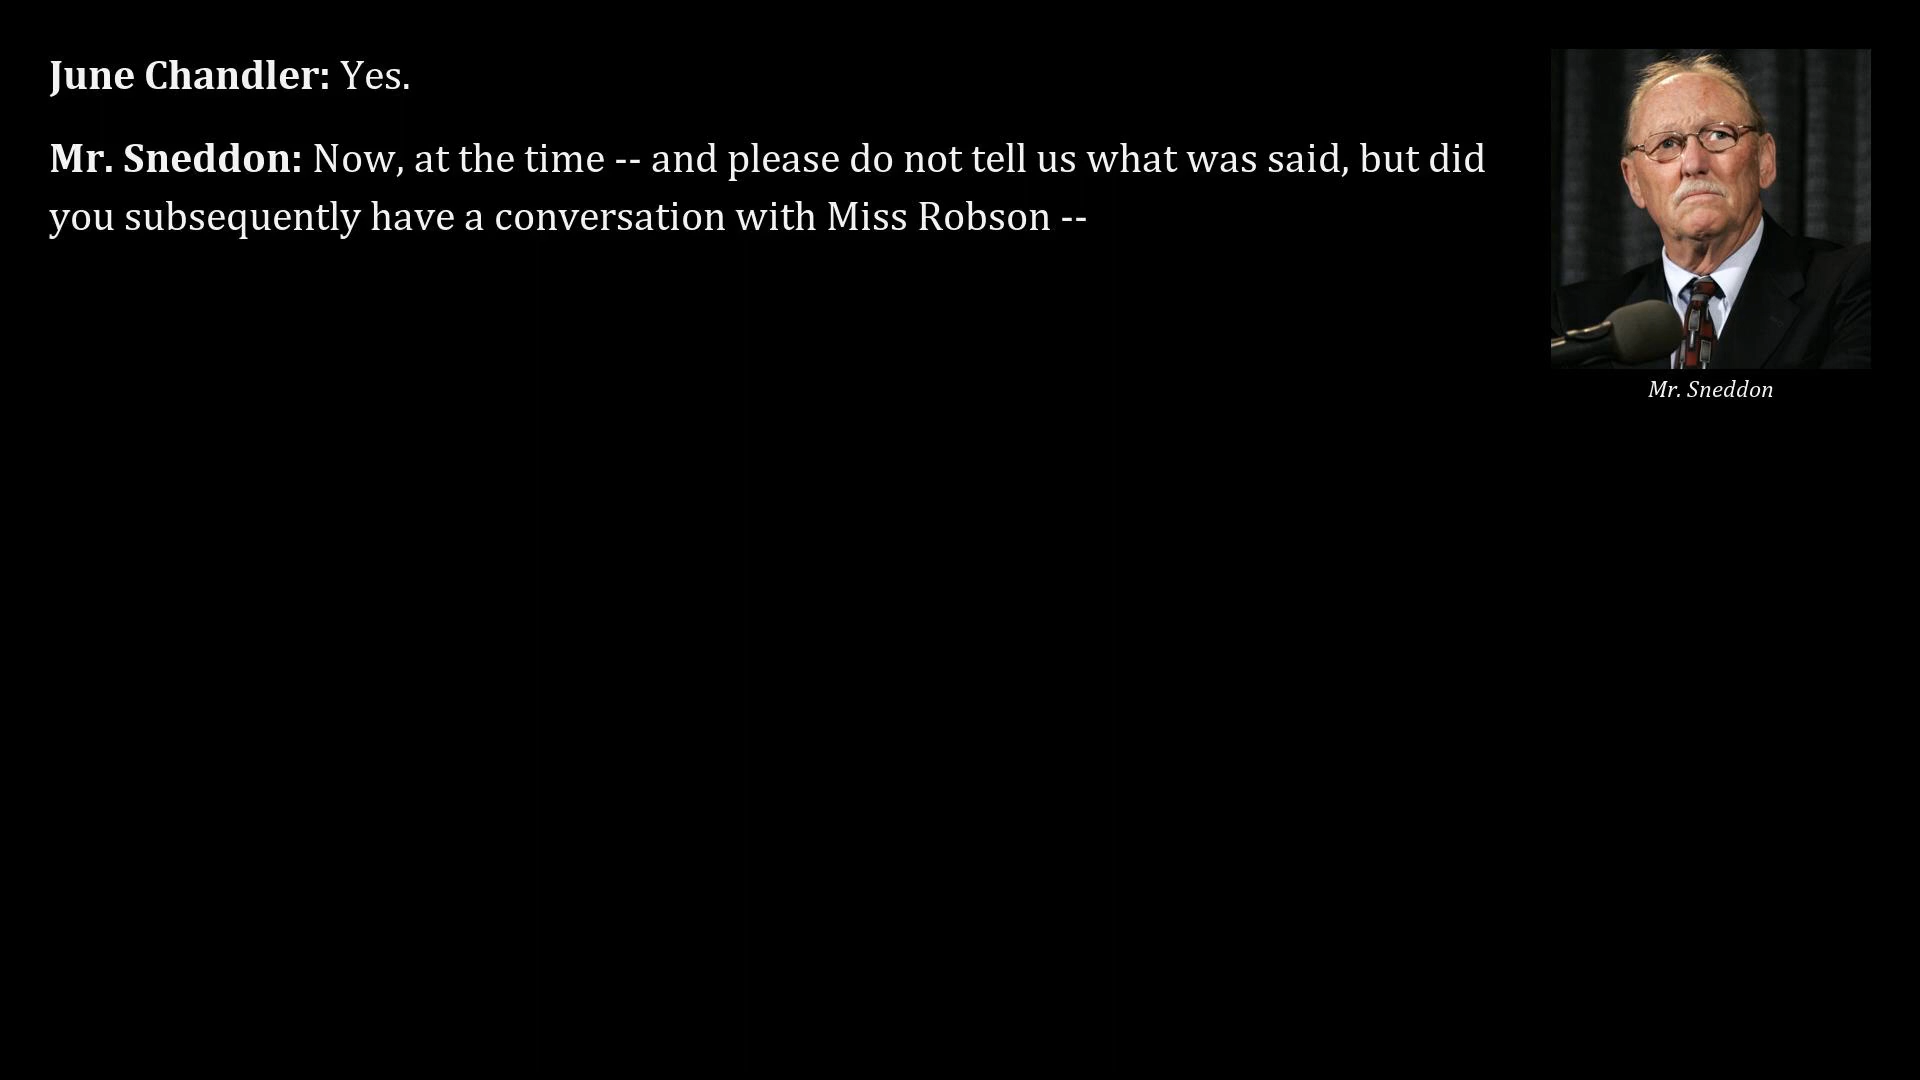 June Chandler: Yes.
Mr. Sneddon: Now, at the time -- and please do not tell us what was said, but did
you subsequently have a conversation with Miss Robson --
Mr. Sneddon